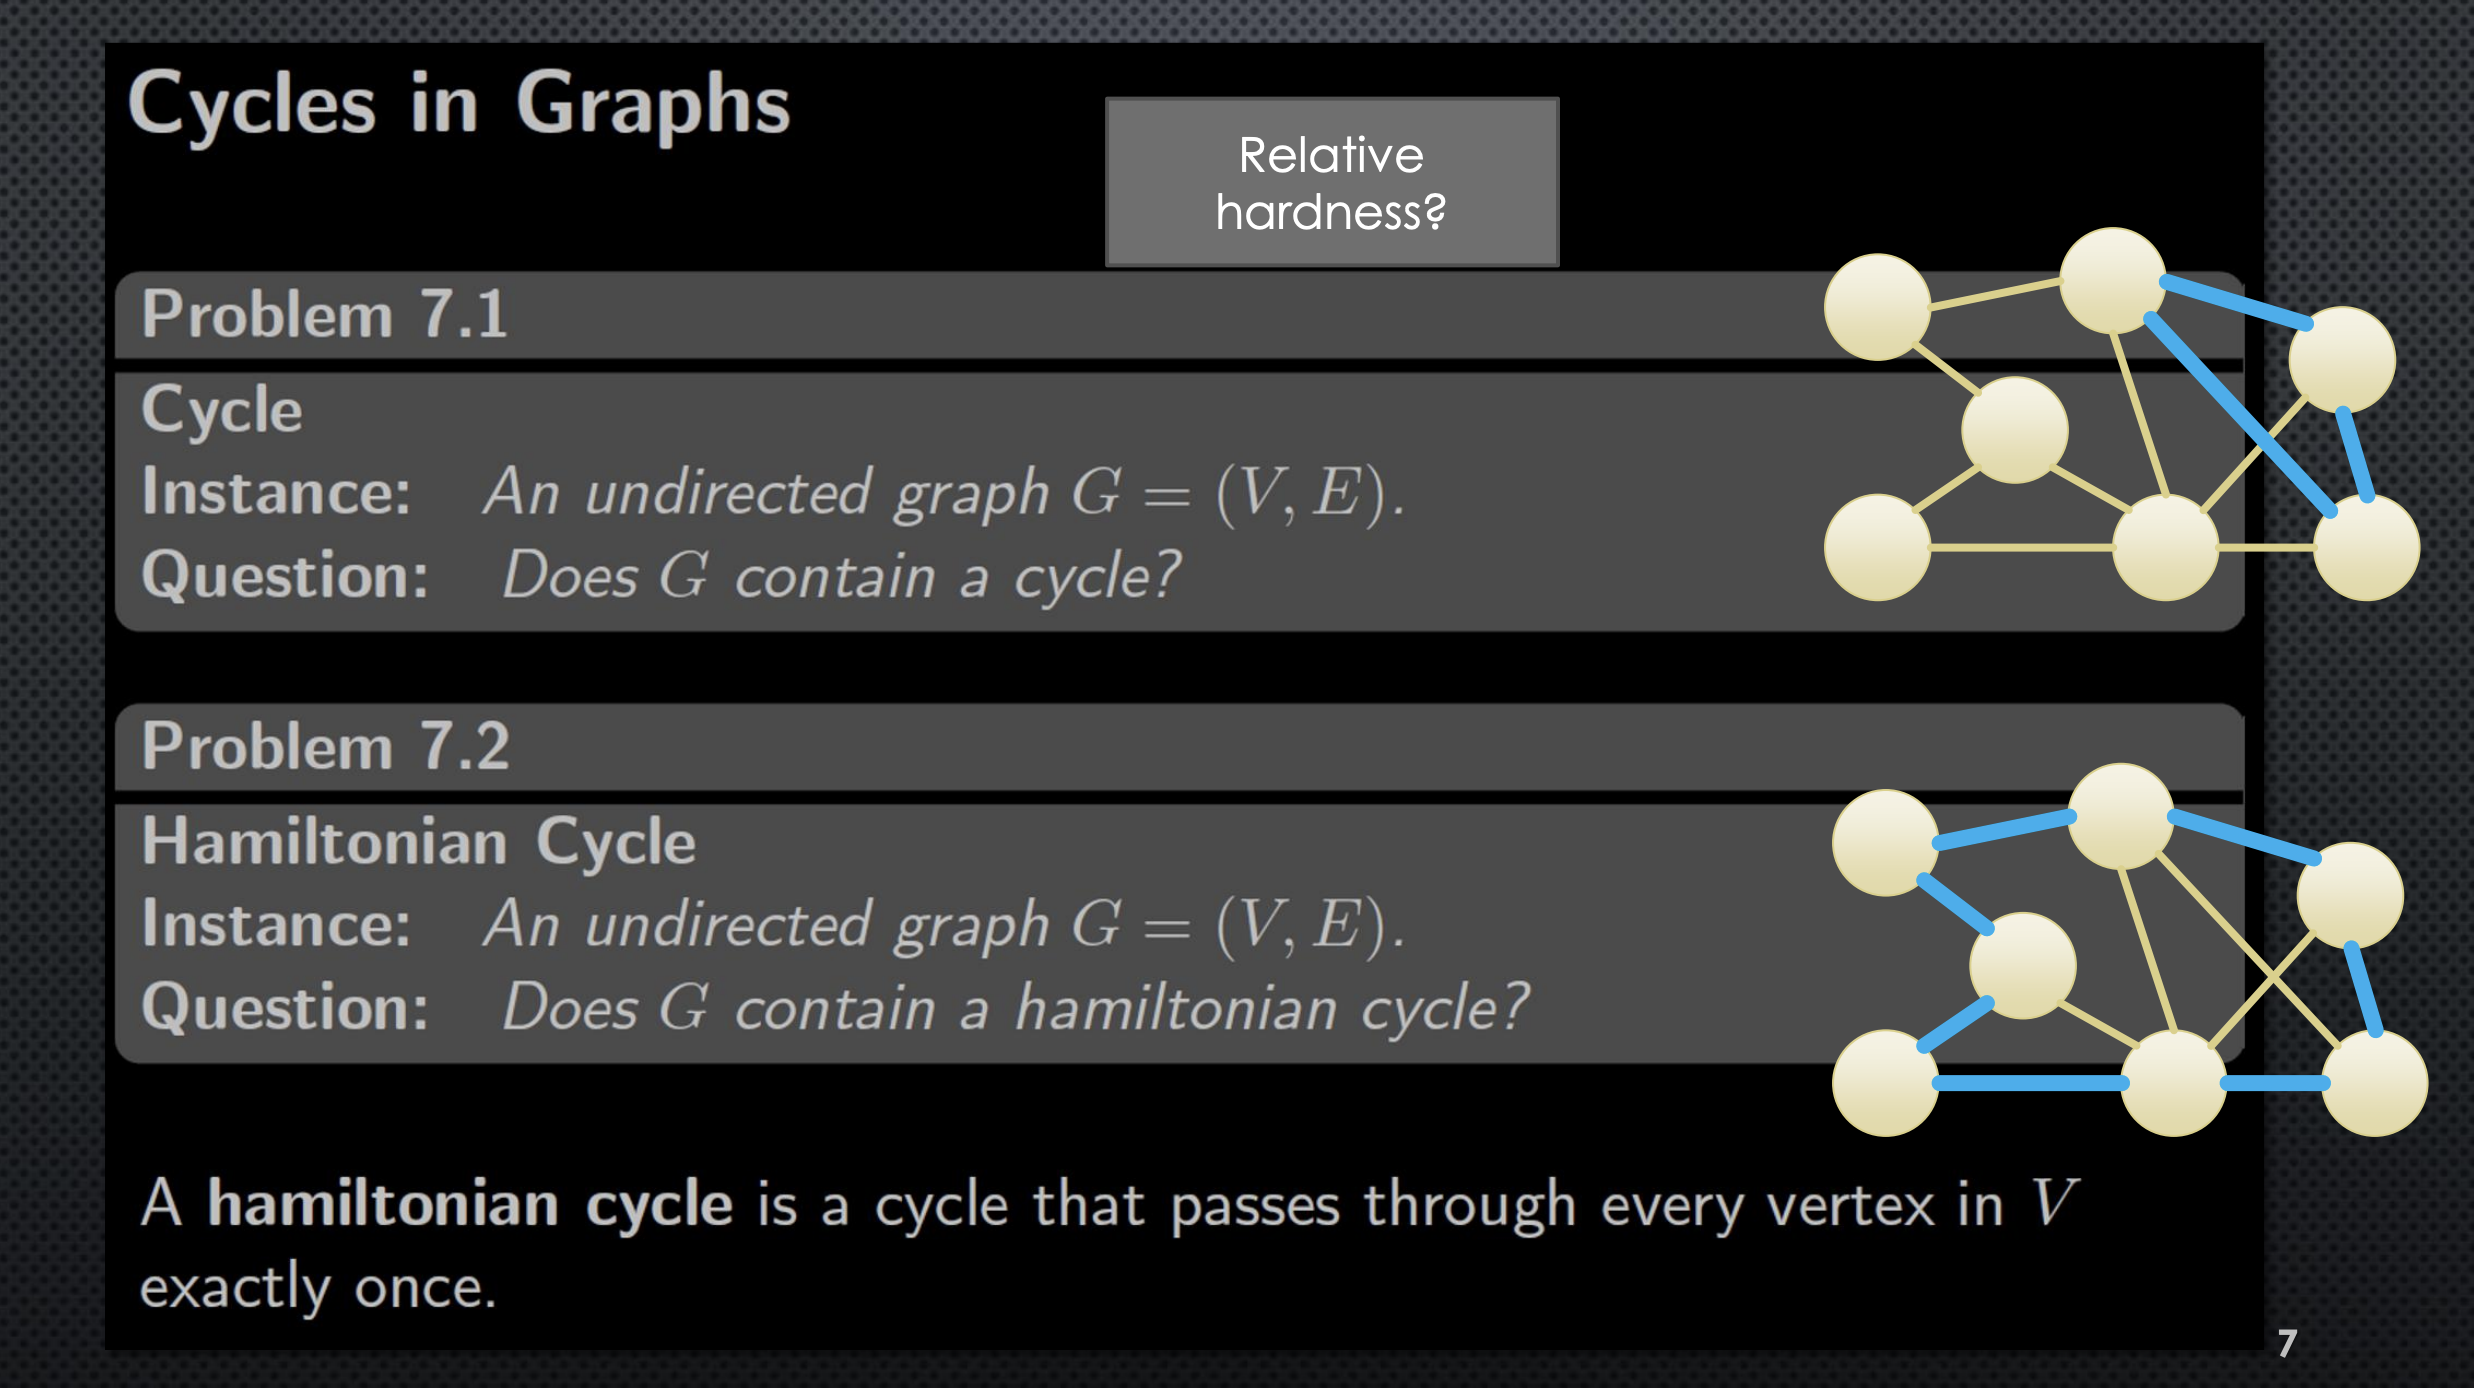 Cycles in Graphs
Relative
hardness?
Problem 7.1
Cycle
Instance: An undirected graph G = (V, E).
Question: Does G contain a cycle?
Problem 7.2
Hamiltonian Cycle
Instance: An undirected graph G = (V, E).
Question: Does G contain a hamiltonian cycle?
A hamiltonian cycle is a cycle that passes through every vertex in V
exactly once.
7